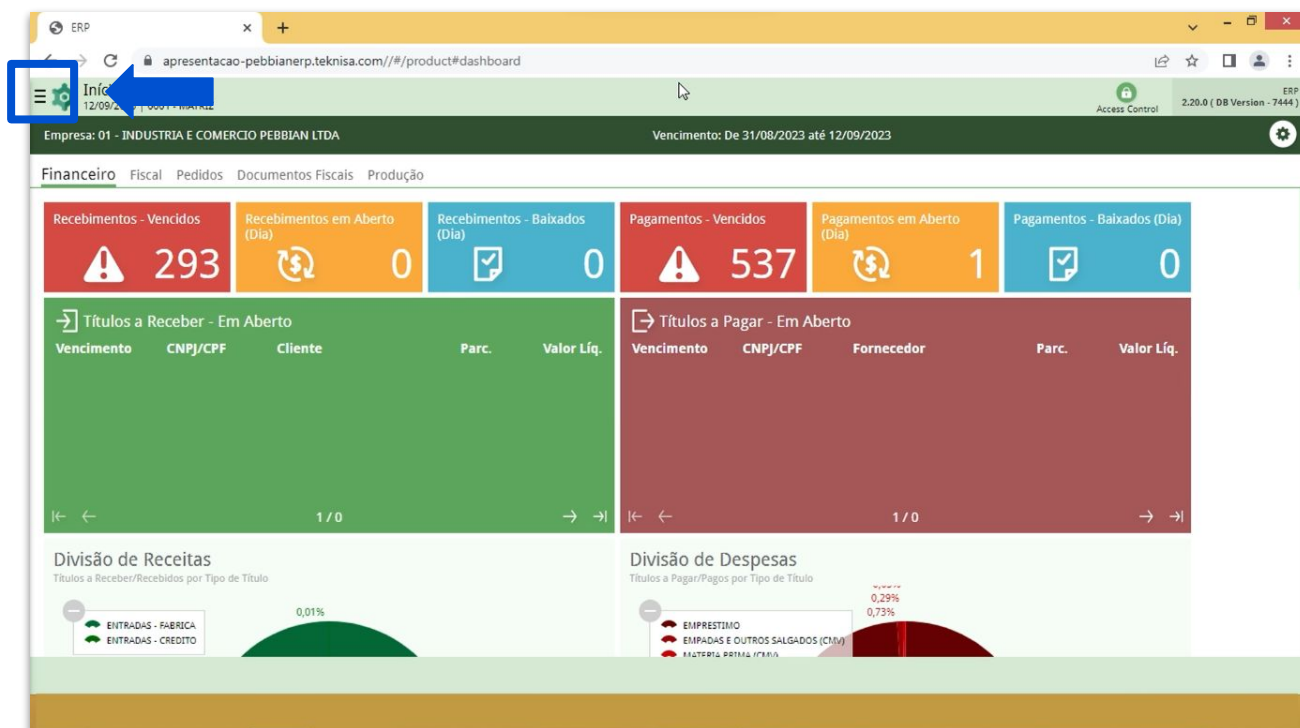 ERP
apresentacao-pebbianerp.teknisa.com//#/product#dashboard
Access Control
ERP
2.20.0 ( DB Version - 7444 )
Empresa: 01 - INDUSTRIA E COMERCIO PEBBIAN LTDA
Vencimento: De 31/08/2023 até 12/09/2023
Financeiro Fiscal Pedidos Documentos Fiscais Produção
Recebimentos - Vencidos
293
Recebimentos em Aberto
(Dia)
0
Recebimentos - Baixados
(Dia)
0
Pagamentos - Vencidos
537
Pagamentos em Aberto
(Dia)
1
Pagamentos - Baixados (Dia)
0
Títulos a Receber - Em Aberto
Vencimento CNPJ/CPF Cliente Parc. Valor Líq.
1 / 0
Títulos a Pagar - Em Aberto
Vencimento CNPJ/CPF Fornecedor Parc. Valor Líq.
1 / 0
Divisão de Receitas
Títulos a Receber/Recebidos por Tipo de Título
ENTRADAS - FABRICA
ENTRADAS - CREDITO
0,01%
Divisão de Despesas
Títulos a Pagar/Pagos por Tipo de Título
0,29%
0,73%
EMPRESTIMO
EMPADAS E OUTROS SALGADOS (CMV)
MATERIA PRIMA (CMV)